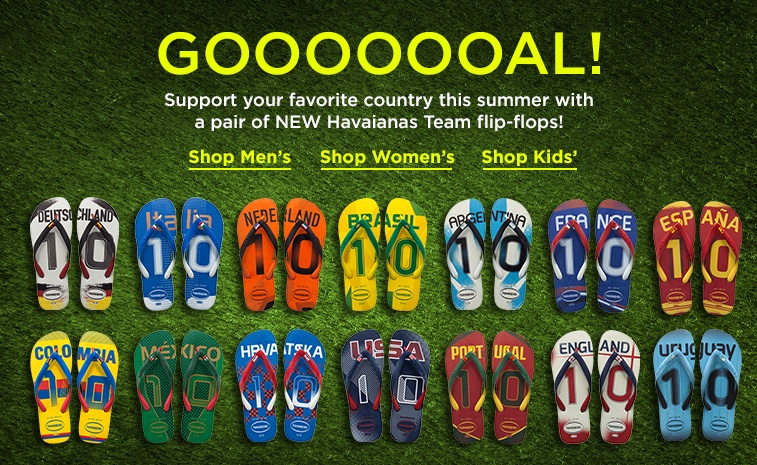 GOOOOOOAL!
Support your favorite country this summer with
a pair of NEW Havaianas Team flip-flops!
Shop Men's Shop Women's Shop Kids'
DEUTSCHLAND Italia NEDERLAND BRASIL ARGENTINA FRANCE ESPAÑA
10 10 10 10 10 10 10
COLOMBIA MÉXICO HRVATSKA USA PORTUGAL ENGLAND uruguay
10 10 10 10 10 10 10